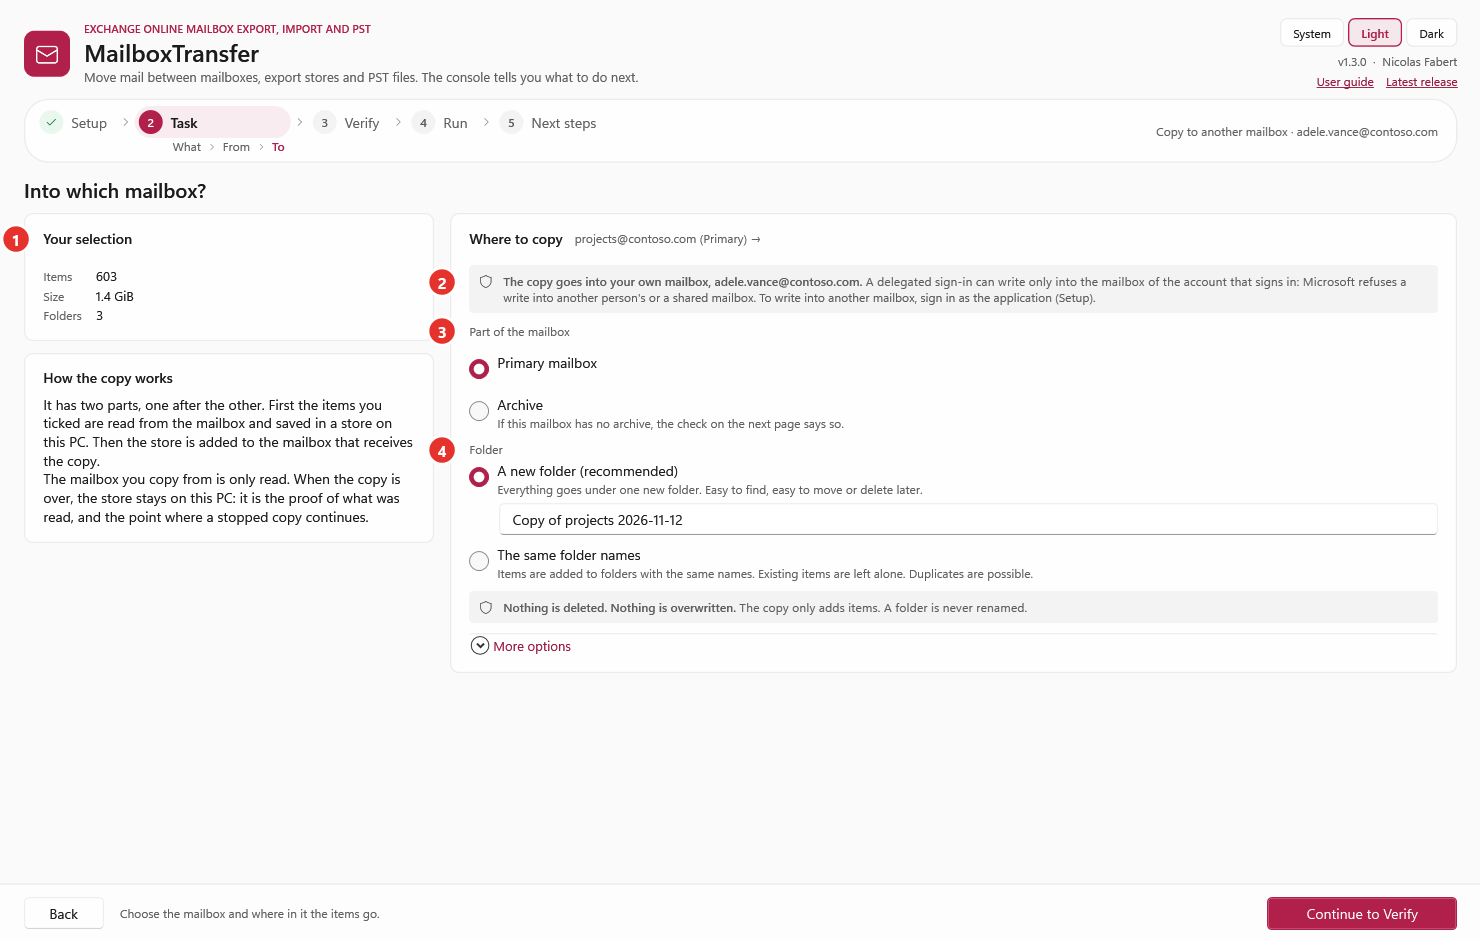 EXCHANGE ONLINE MAILBOX EXPORT, IMPORT AND PST
MailboxTransfer
Move mail between mailboxes, export stores and PST files. The console tells you what to do next.
System
Light
Dark
v1.3.0 · Nicolas Fabert
User guide
Latest release
Setup
2
Task
3
Verify
4
Run
5
Next steps
What
From
To
Copy to another mailbox · adele.vance@contoso.com
Into which mailbox?
1
Your selection
Items 603
Size 1.4 GiB
Folders 3
How the copy works
It has two parts, one after the other. First the items you
ticked are read from the mailbox and saved in a store on
this PC. Then the store is added to the mailbox that receives
the copy.
The mailbox you copy from is only read. When the copy is
over, the store stays on this PC: it is the proof of what was
read, and the point where a stopped copy continues.
Where to copy projects@contoso.com (Primary) →
2
The copy goes into your own mailbox, adele.vance@contoso.com. A delegated sign-in can write only into the mailbox of the account that signs in: Microsoft refuses a
write into another person's or a shared mailbox. To write into another mailbox, sign in as the application (Setup).
3
Part of the mailbox
Primary mailbox
Archive
If this mailbox has no archive, the check on the next page says so.
4
Folder
A new folder (recommended)
Everything goes under one new folder. Easy to find, easy to move or delete later.
Copy of projects 2026-11-12
The same folder names
Items are added to folders with the same names. Existing items are left alone. Duplicates are possible.
Nothing is deleted. Nothing is overwritten. The copy only adds items. A folder is never renamed.
More options
Back
Choose the mailbox and where in it the items go.
Continue to Verify